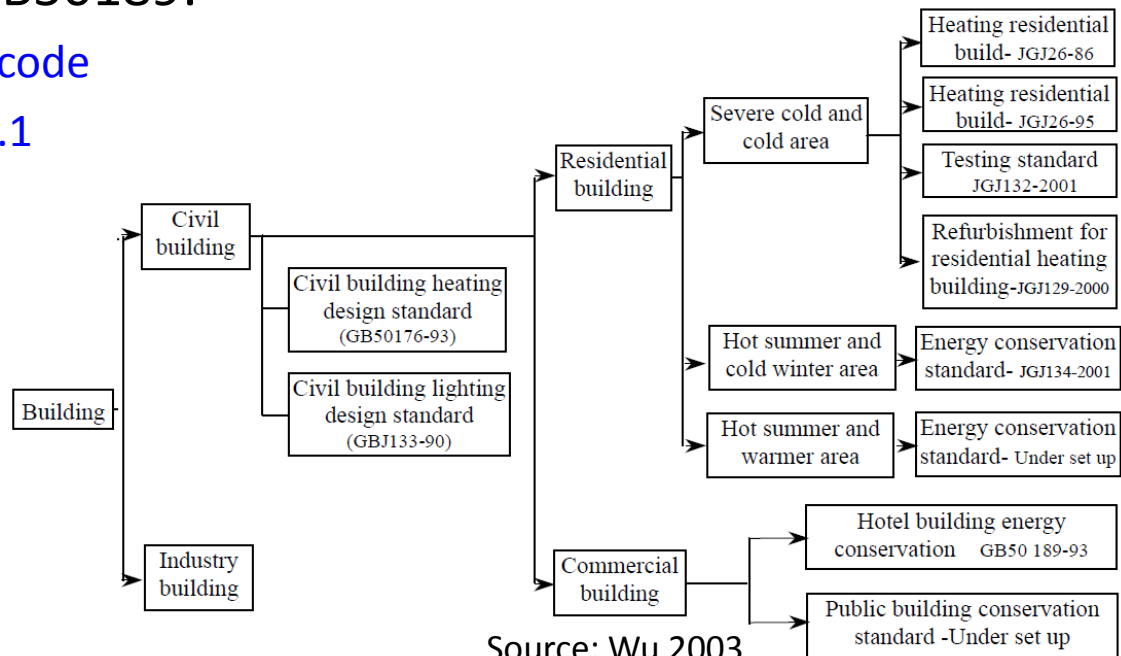 B50189.
code
.1
Building
Civil
building
Industry
building
Civil building heating
design standard
(GB50176-93)
Civil building lighting
design standard
(GBJ133-90)
Residential
building
Commercial
building
Severe cold and
cold area
Hot summer and
cold winter area
Hot summer and
warmer area
Heating residential
build- JGJ26-86
Heating residential
build- JGJ26-95
Testing standard
JGJ132-2001
Refurbishment for
residential heating
building-JGJ129-2000
Energy conservation
standard- JGJ134-2001
Energy conservation
standard- Under set up
Hotel building energy
conservation GB50 189-93
Public building conservation
standard -Under set up
Source: Wu 2003